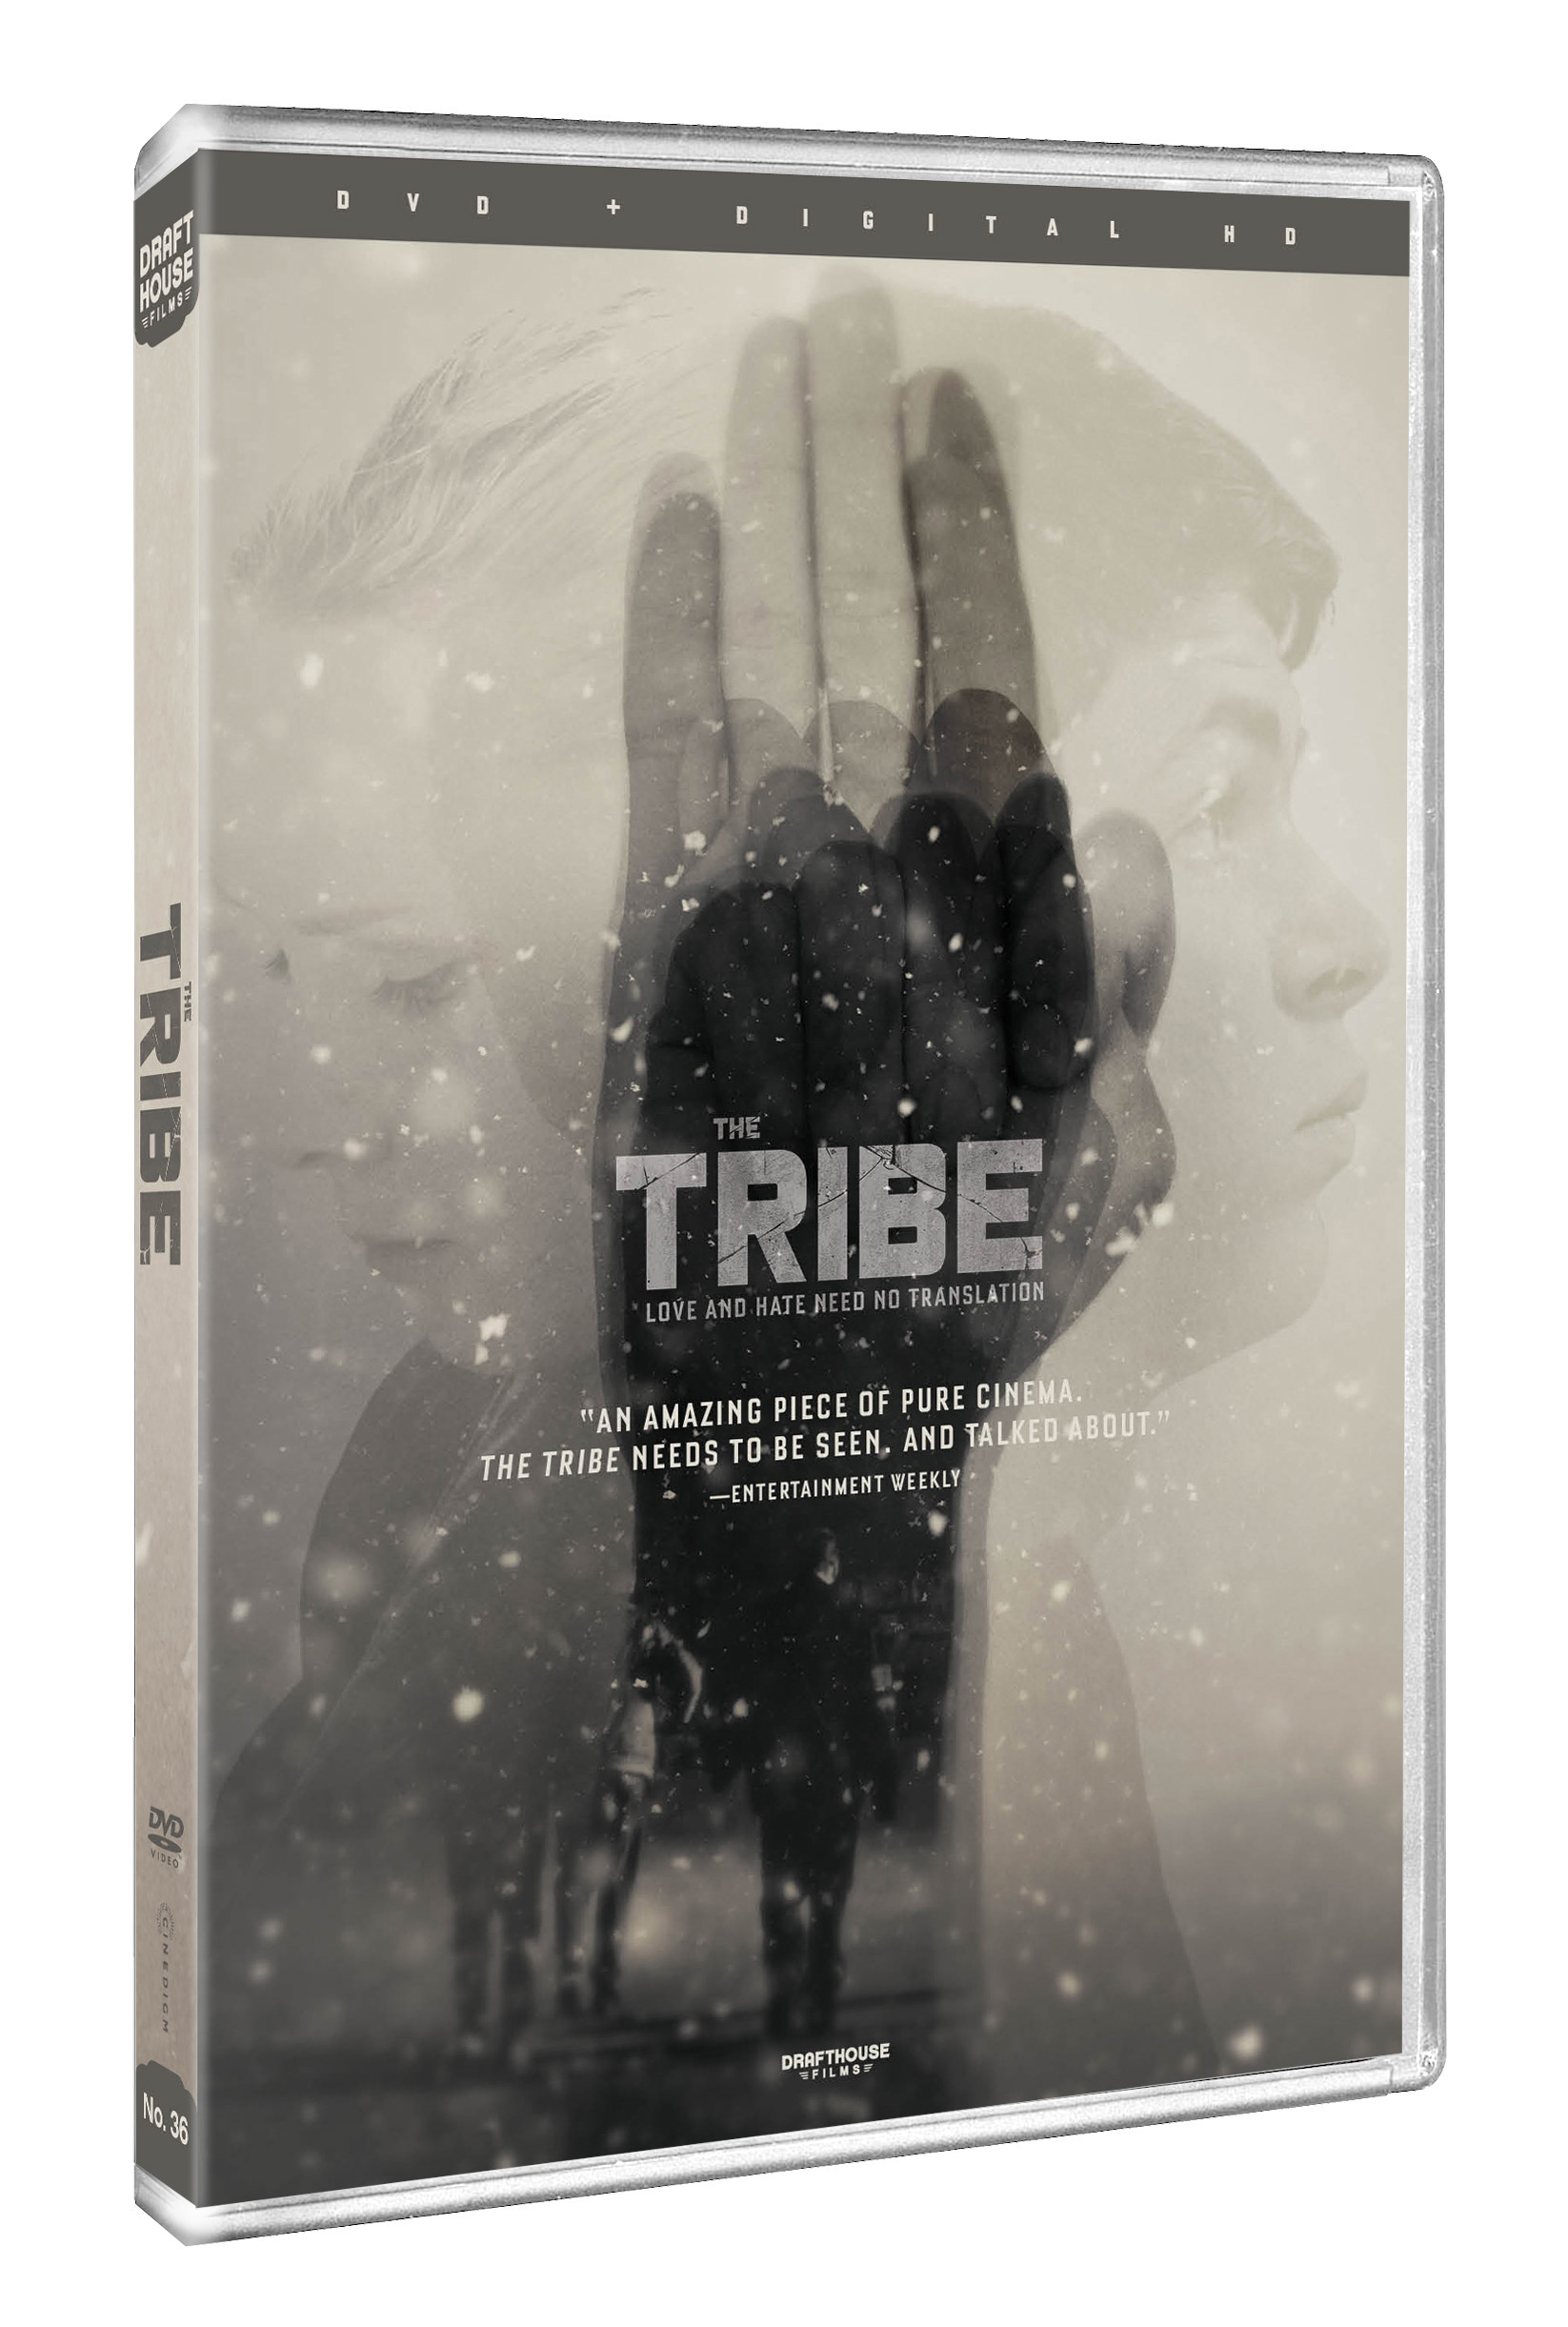 DVD + DIGITAL HD
DRAFT
HOUSE
FILMS
THE
TRIBE
DVD
VIDEO
CINEDIGM
No. 36
THE
TRIBE
LOVE AND HATE NEED NO TRANSLATION
“AN AMAZING PIECE OF PURE CINEMA.
THE TRIBE NEEDS TO BE SEEN. AND TALKED ABOUT.”
—ENTERTAINMENT WEEKLY
DRAFTHOUSE
FILMS